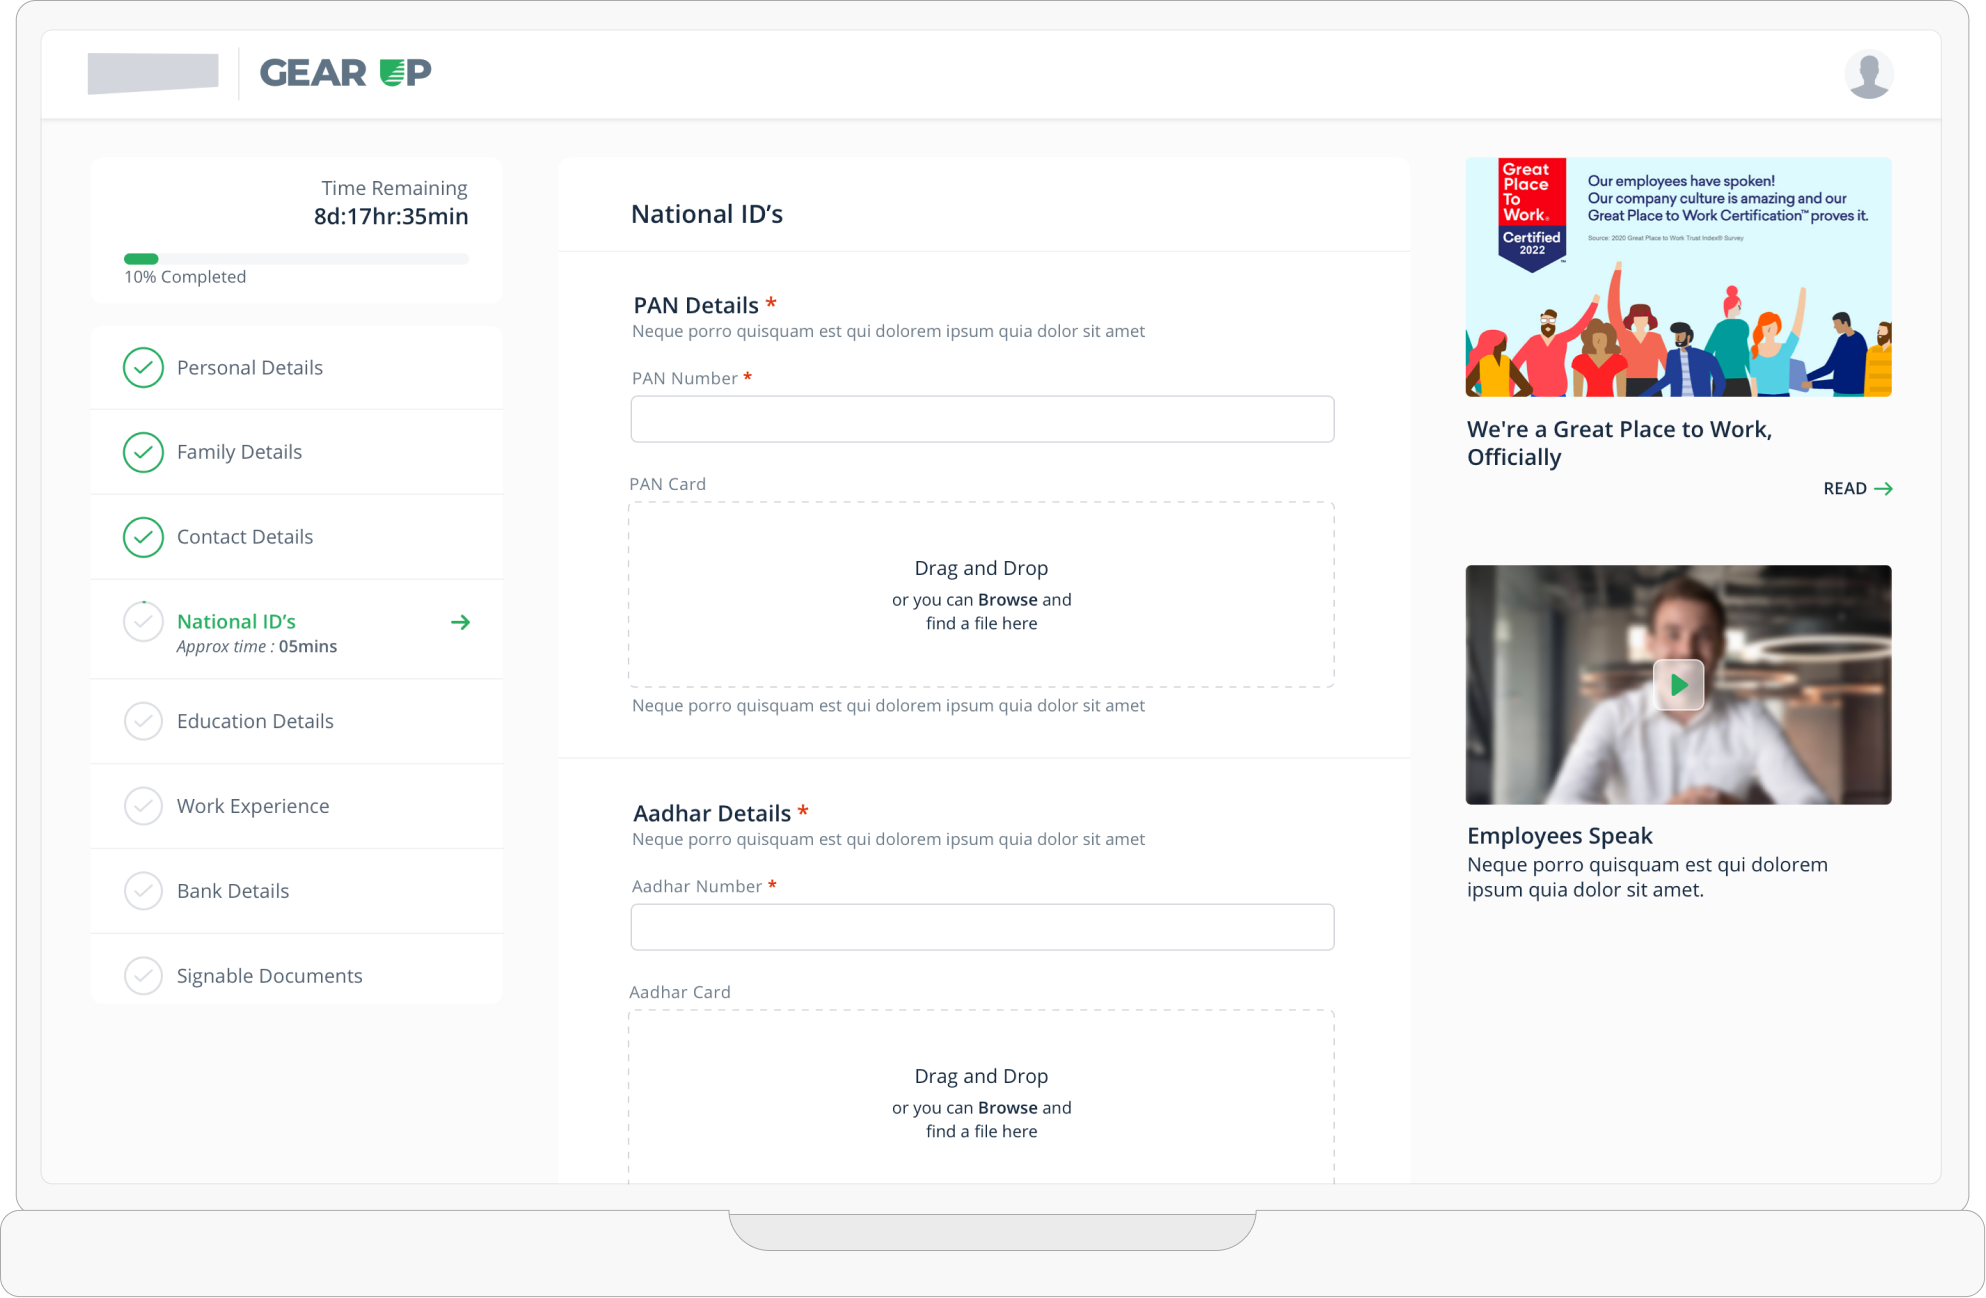 GEAR UP
Time Remaining
8d:17hr:35min
10% Completed
Personal Details
Family Details
Contact Details
National ID’s
Approx time : 05mins
Education Details
Work Experience
Bank Details
Signable Documents
National ID’s
PAN Details *
Neque porro quisquam est qui dolorem ipsum quia dolor sit amet
PAN Number *
PAN Card
Drag and Drop
or you can Browse and
find a file here
Neque porro quisquam est qui dolorem ipsum quia dolor sit amet
Aadhar Details *
Neque porro quisquam est qui dolorem ipsum quia dolor sit amet
Aadhar Number *
Aadhar Card
Drag and Drop
or you can Browse and
find a file here
Great
Place
To
Work.
Certified
2022
™
Our employees have spoken!
Our company culture is amazing and our
Great Place to Work Certification™ proves it.
Source: 2020 Great Place to Work Trust Index® Survey
We're a Great Place to Work,
Officially
READ
Employees Speak
Neque porro quisquam est qui dolorem
ipsum quia dolor sit amet.